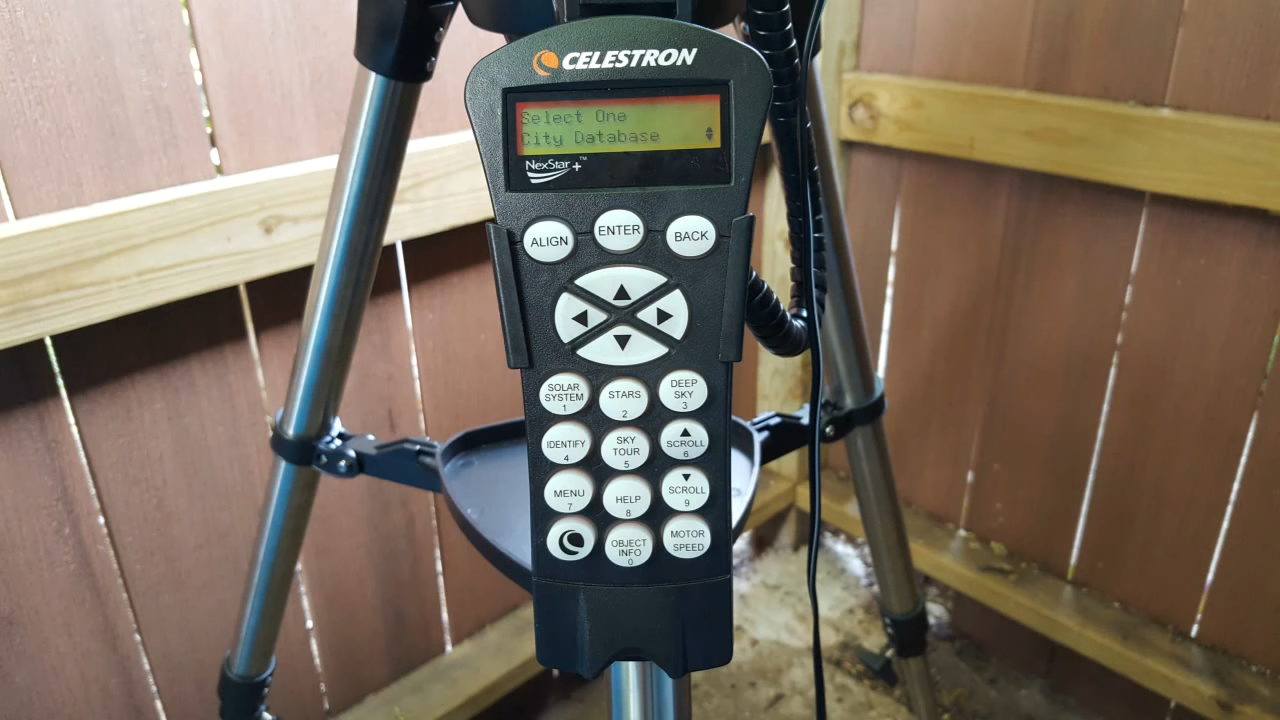 CELESTRON
Select One
City Database
NexStar+™
ALIGN
ENTER
BACK
SOLAR
SYSTEM
1
STARS
2
DEEP
SKY
3
IDENTIFY
4
SKY
TOUR
5
SCROLL
6
MENU
7
HELP
8
SCROLL
9
OBJECT
INFO
0
MOTOR
SPEED